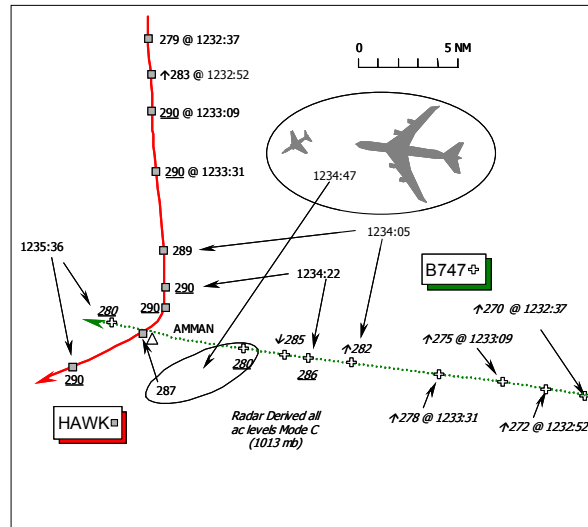 279 @ 1232:37
0 5 NM
↑283 @ 1232:52
290 @ 1233:09
290 @ 1233:31
1234:47
1234:05
1235:36
289
1234:22
B747
290
280
290
AMMAN
↑270 @ 1232:37
↓285
↑275 @ 1233:09
280
286
↑282
290
287
↑278 @ 1233:31
↑272 @ 1232:52
HAWK
Radar Derived all
ac levels Mode C
(1013 mb)